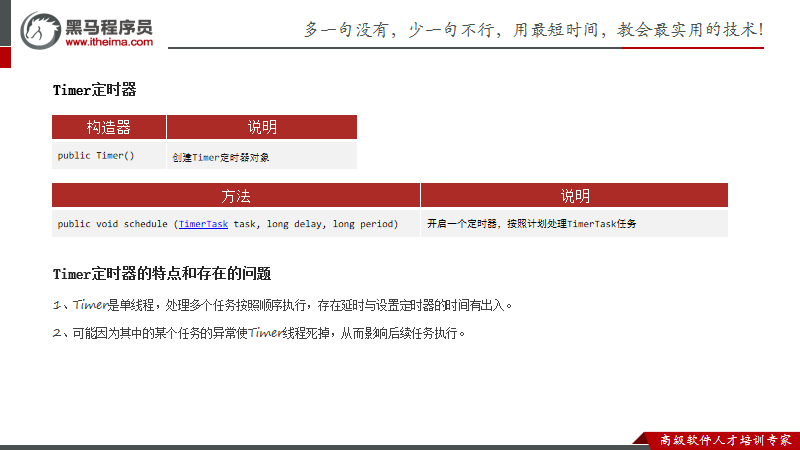 黑马程序员
www.itheima.com
多一句没有，少一句不行，用最短时间，教会最实用的技术！
Timer定时器
构造器 说明
public Timer() 创建Timer定时器对象
方法 说明
public void schedule (TimerTask task, long delay, long period) 开启一个定时器，按照计划处理TimerTask任务
Timer定时器的特点和存在的问题
1、Timer是单线程，处理多个任务按照顺序执行，存在延时与设置定时器的时间有出入。
2、可能因为其中的某个任务的异常使Timer线程死掉，从而影响后续任务执行。
高级软件人才培训专家